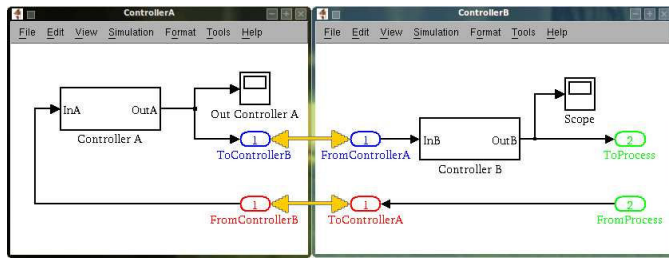 ControllerA
File Edit View Simulation Format Tools Help
InA OutA
Controller A
Out Controller A
1
ToControllerB
1
FromControllerB
ControllerB
File Edit View Simulation Format Tools Help
1
FromControllerA
InB OutB
Controller B
Scope
2
ToProcess
1
ToControllerA
2
FromProcess